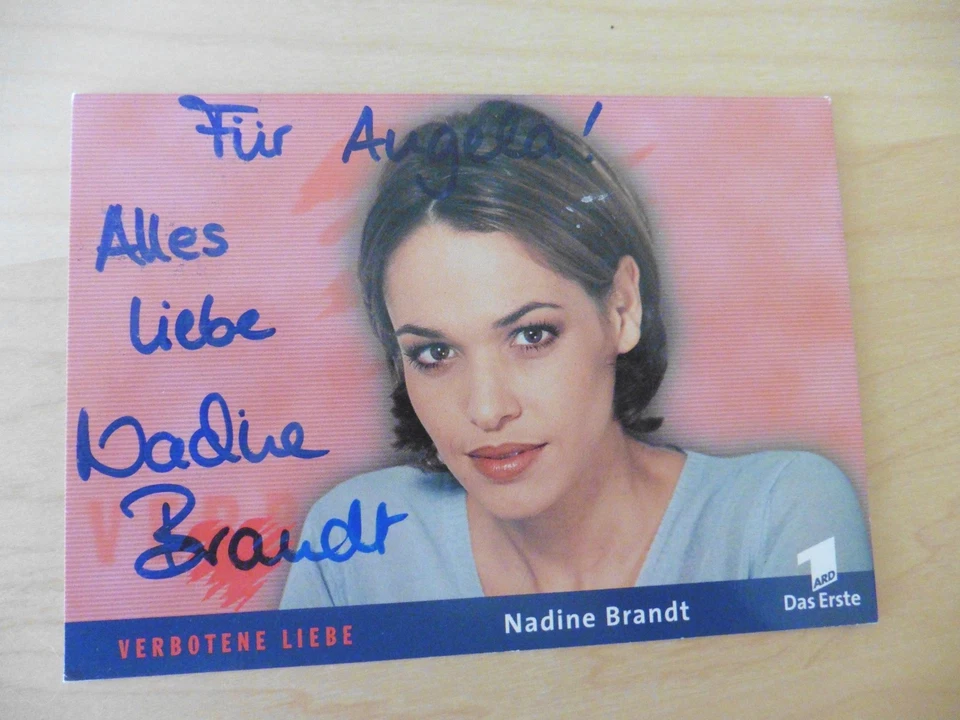 Für Angela!
Alles
Liebe
Nadine
Brandt
VERBOTENE LIEBE
Nadine Brandt
1
ARD
Das Erste